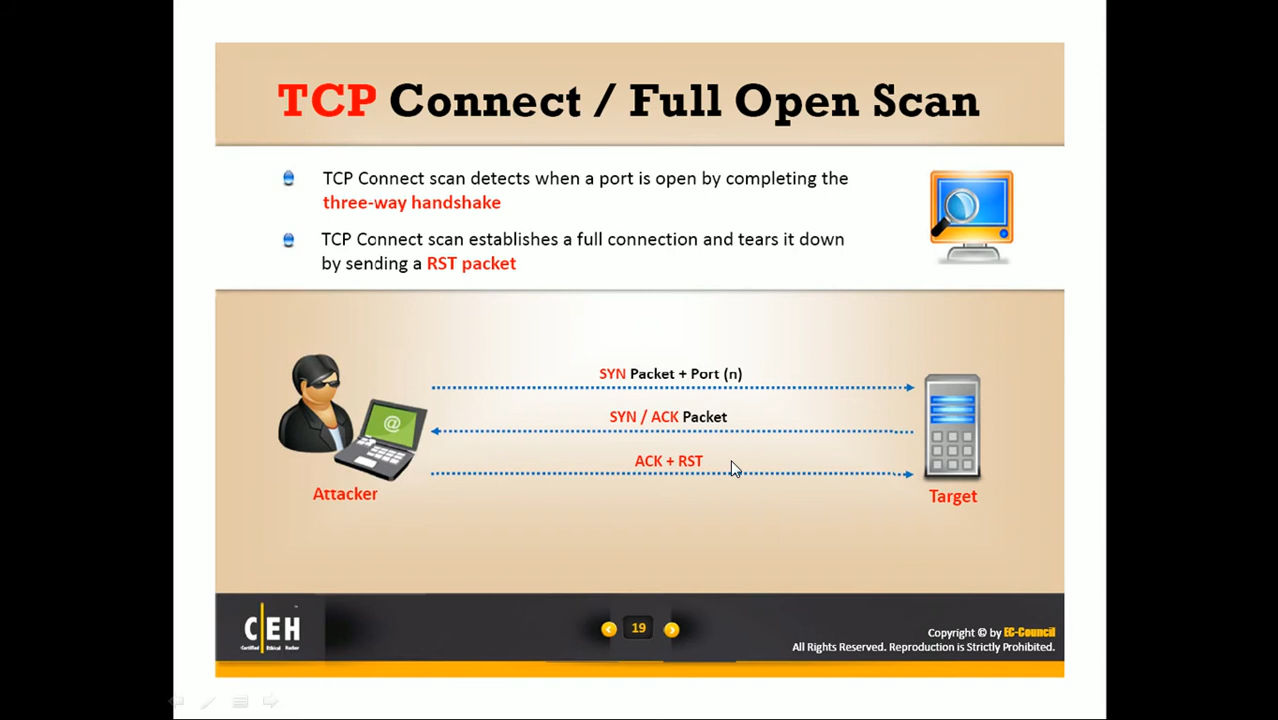 TCP Connect / Full Open Scan
TCP Connect scan detects when a port is open by completing the
three-way handshake
TCP Connect scan establishes a full connection and tears it down
by sending a RST packet
SYN Packet + Port (n)
SYN / ACK Packet
ACK + RST
@
Attacker
Target
CEH
Certified Ethical Hacker
19
Copyright © by EC-Council
All Rights Reserved. Reproduction is Strictly Prohibited.